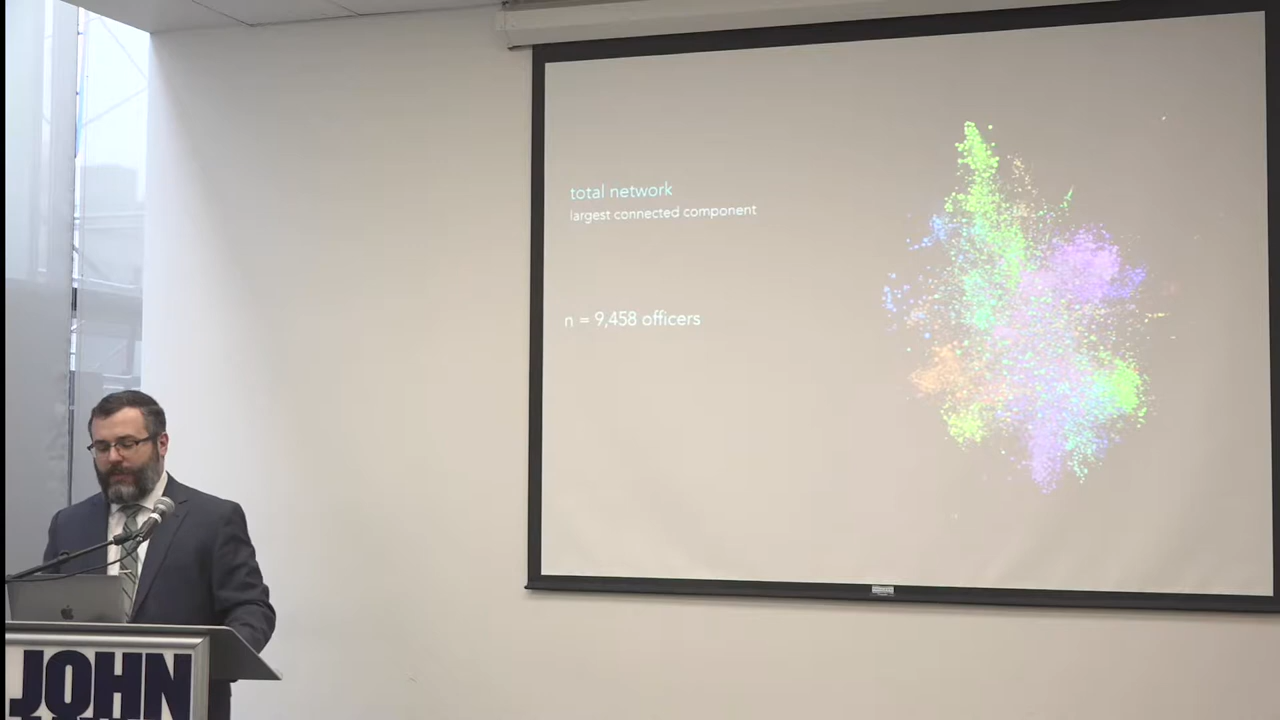 total network
largest connected component
n = 9,458 officers
JOHN